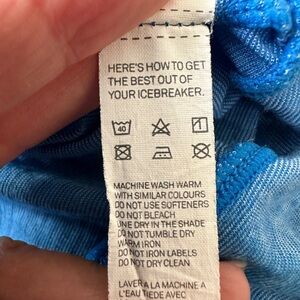 HERE'S HOW TO GET
THE BEST OUT OF
YOUR ICEBREAKER.
40
MACHINE WASH WARM
WITH SIMILAR COLOURS
DO NOT USE SOFTENERS
DO NOT BLEACH
LINE DRY IN THE SHADE
DO NOT TUMBLE DRY
WARM IRON
DO NOT IRON LABELS
DO NOT DRY CLEAN
LAVER A LA MACHINE A
L'EAU TIEDE AVEC